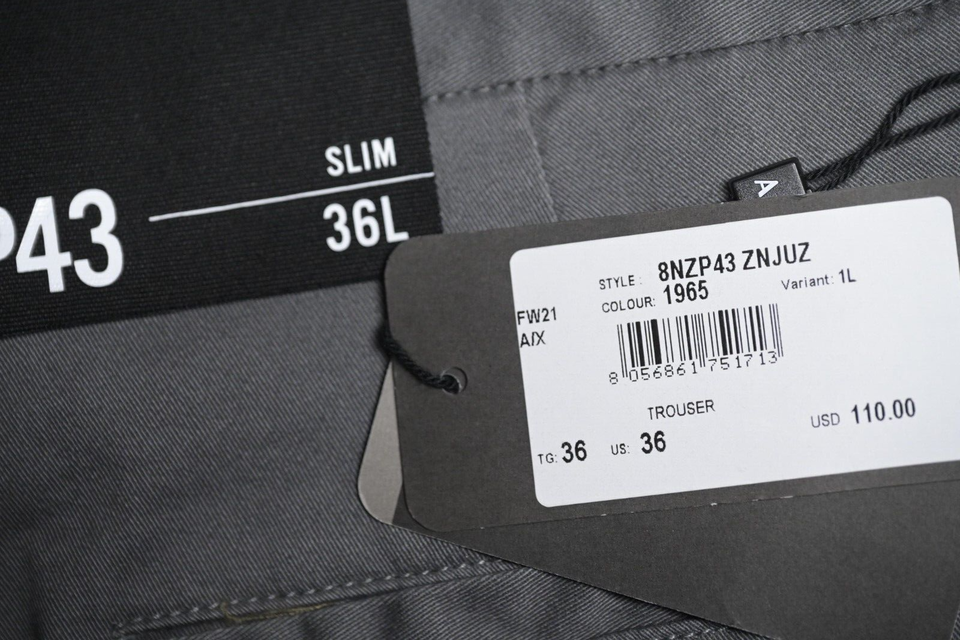 SLIM
P43
36L
A
STYLE: 8NZP43 ZNJUZ
COLOUR: 1965 Variant: 1L
FW21
A/X
8 056861 751713
TROUSER
USD 110.00
TG: 36 US: 36